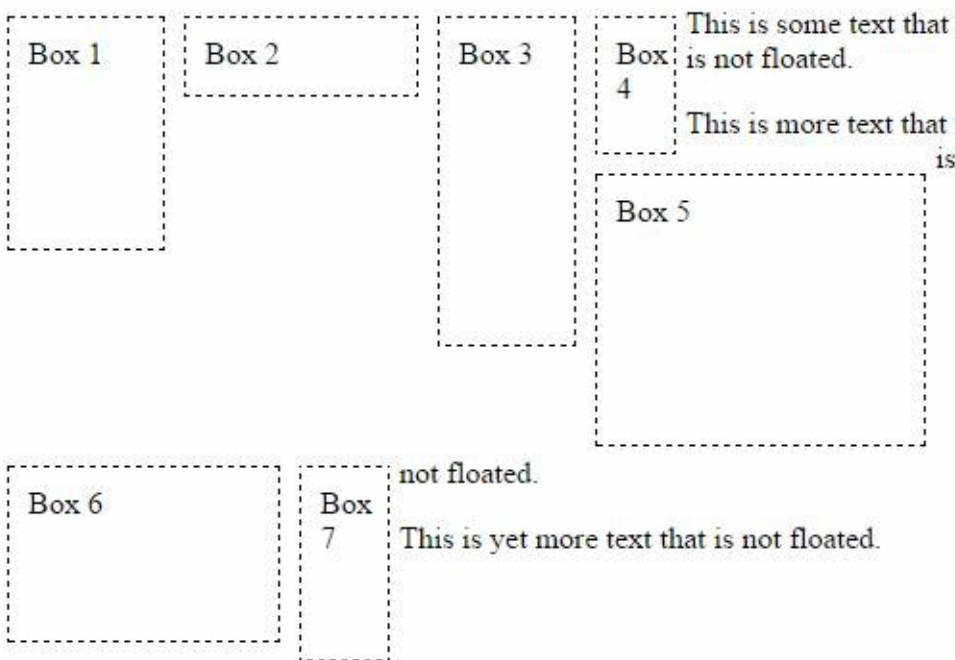 Box 1
Box 2
Box 3
Box
4
This is some text that
is not floated.
This is more text that
is
Box 5
not floated.
Box 6
Box
7
This is yet more text that is not floated.